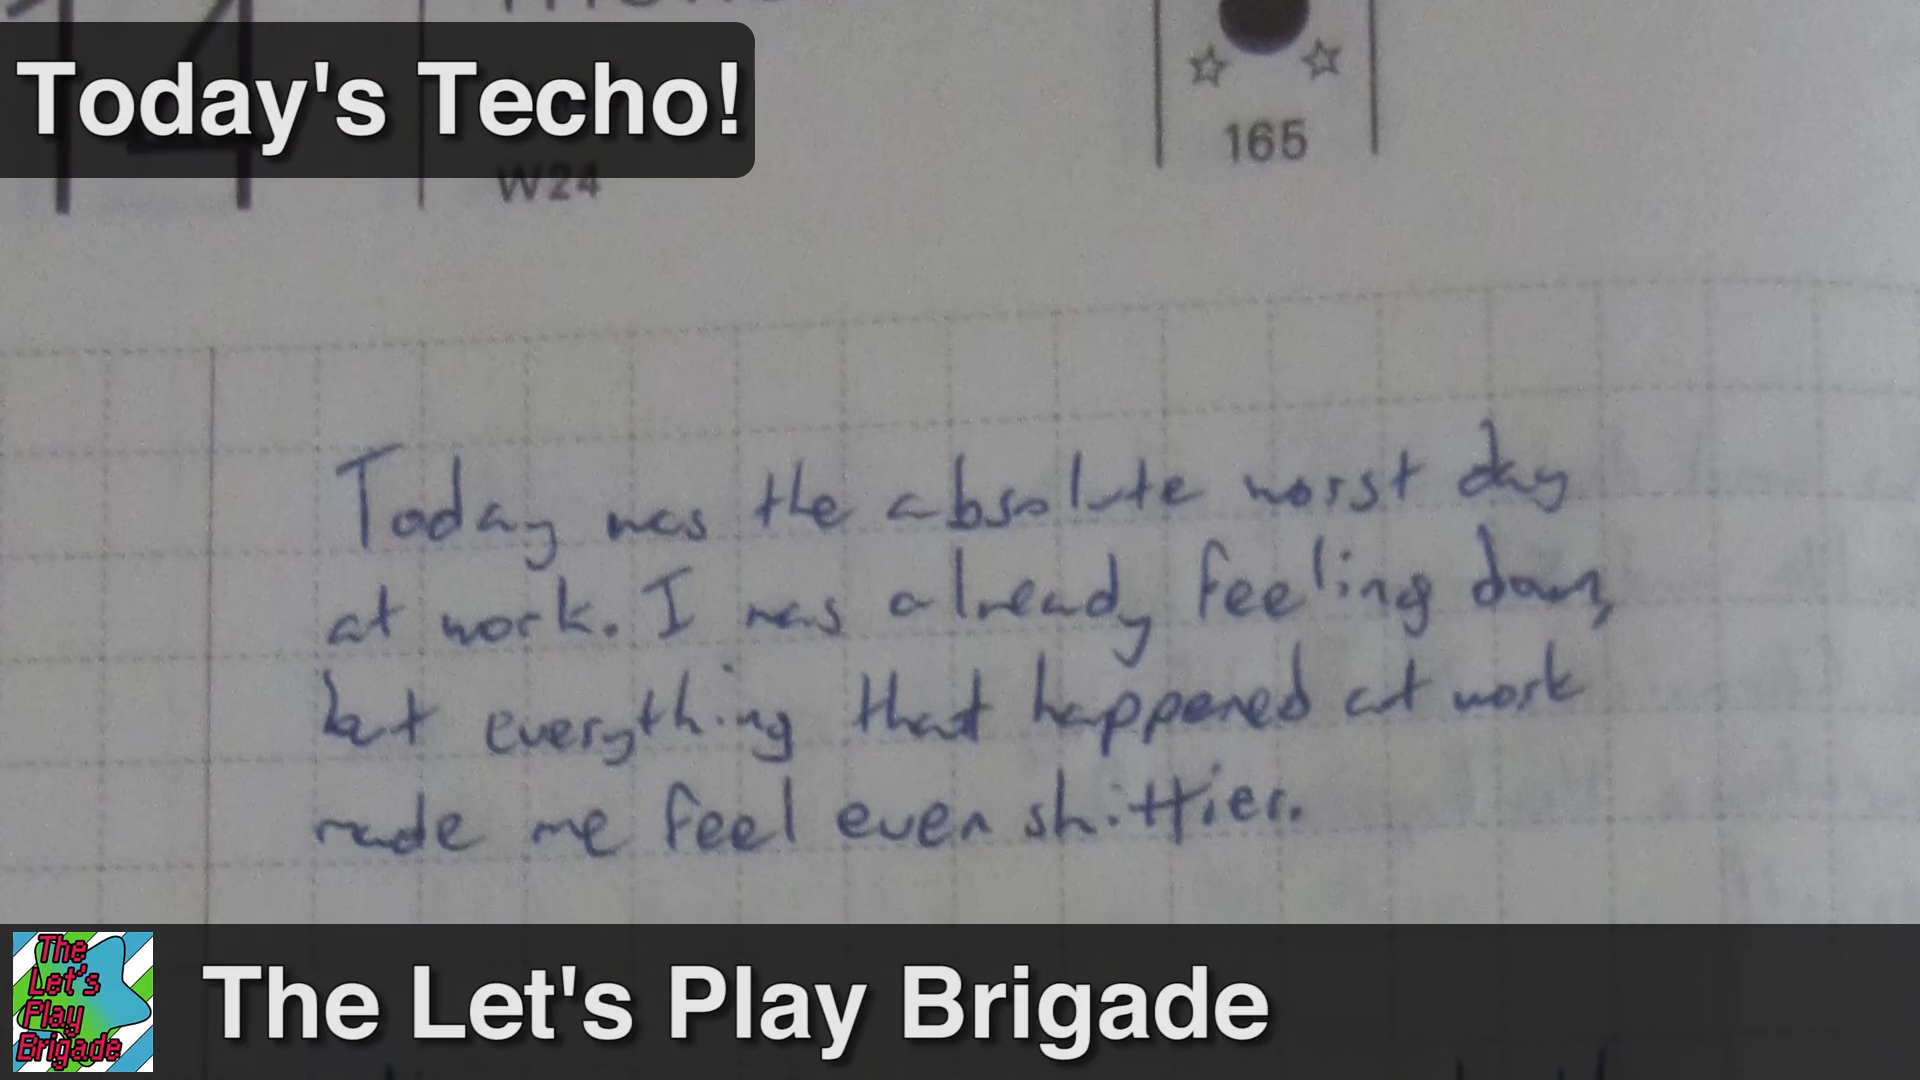 Today's Techo!
14
W24
165
Today was the absolute worst day
at work. I was already feeling down,
but everything that happened at work
made me feel even shittier.
The
Let's
Play
Brigade
The Let's Play Brigade